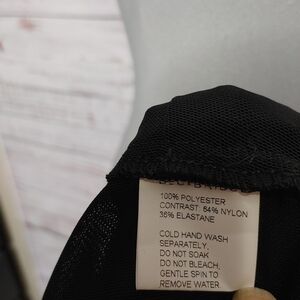 100% POLYESTER
CONTRAST: 64% NYLON
36% ELASTANE
COLD HAND WASH
SEPARATELY.
DO NOT SOAK
DO NOT BLEACH,
GENTLE SPIN TO
REMOVE WATER